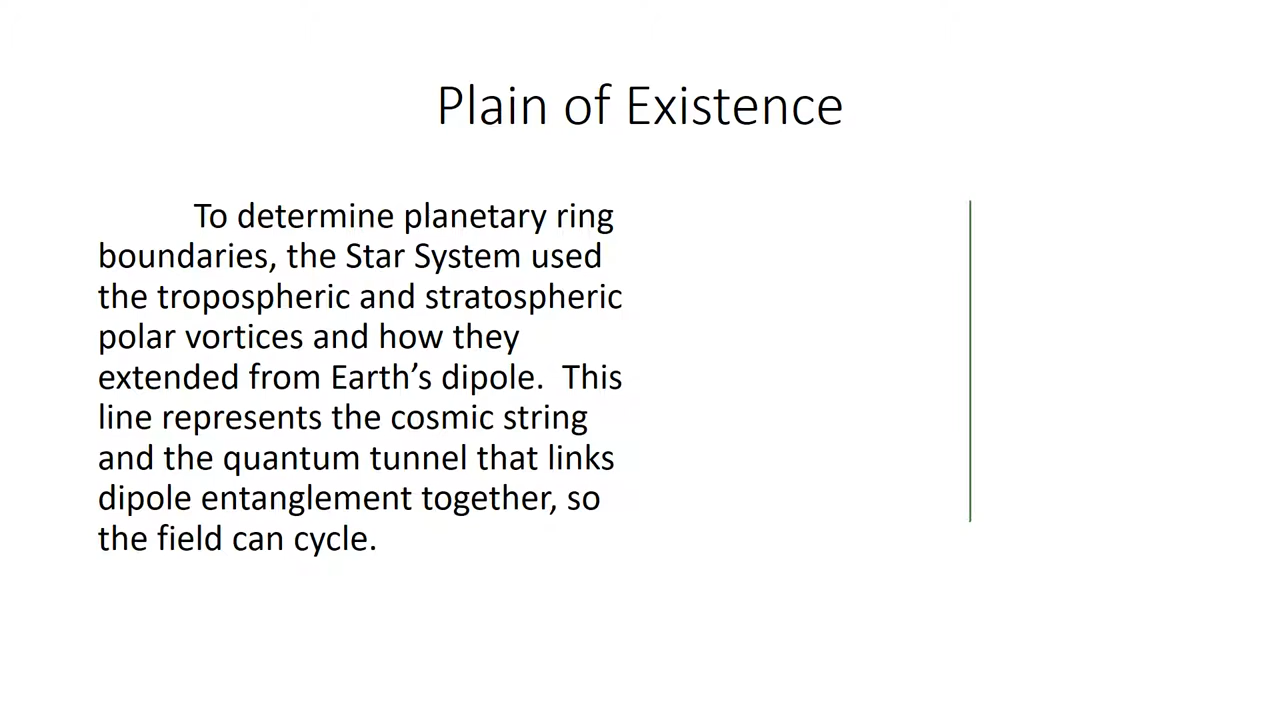 Plain of Existence
To determine planetary ring
boundaries, the Star System used
the tropospheric and stratospheric
polar vortices and how they
extended from Earth’s dipole.  This
line represents the cosmic string
and the quantum tunnel that links
dipole entanglement together, so
the field can cycle.